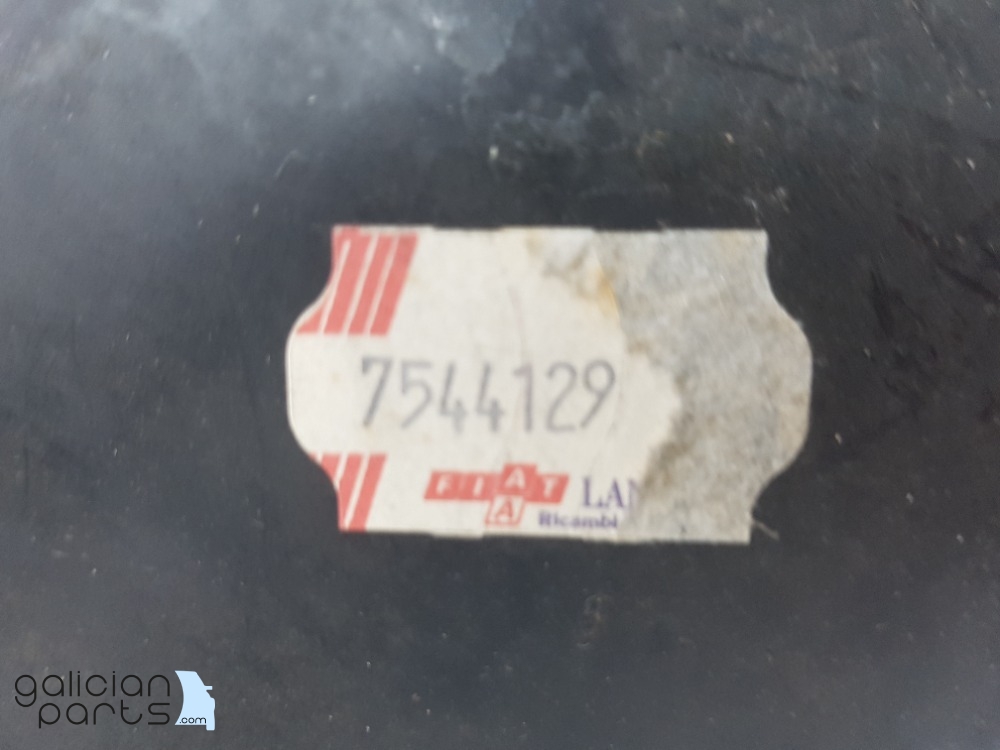 7544129
FIAT LAN
A Ricambi
galician
parts.com